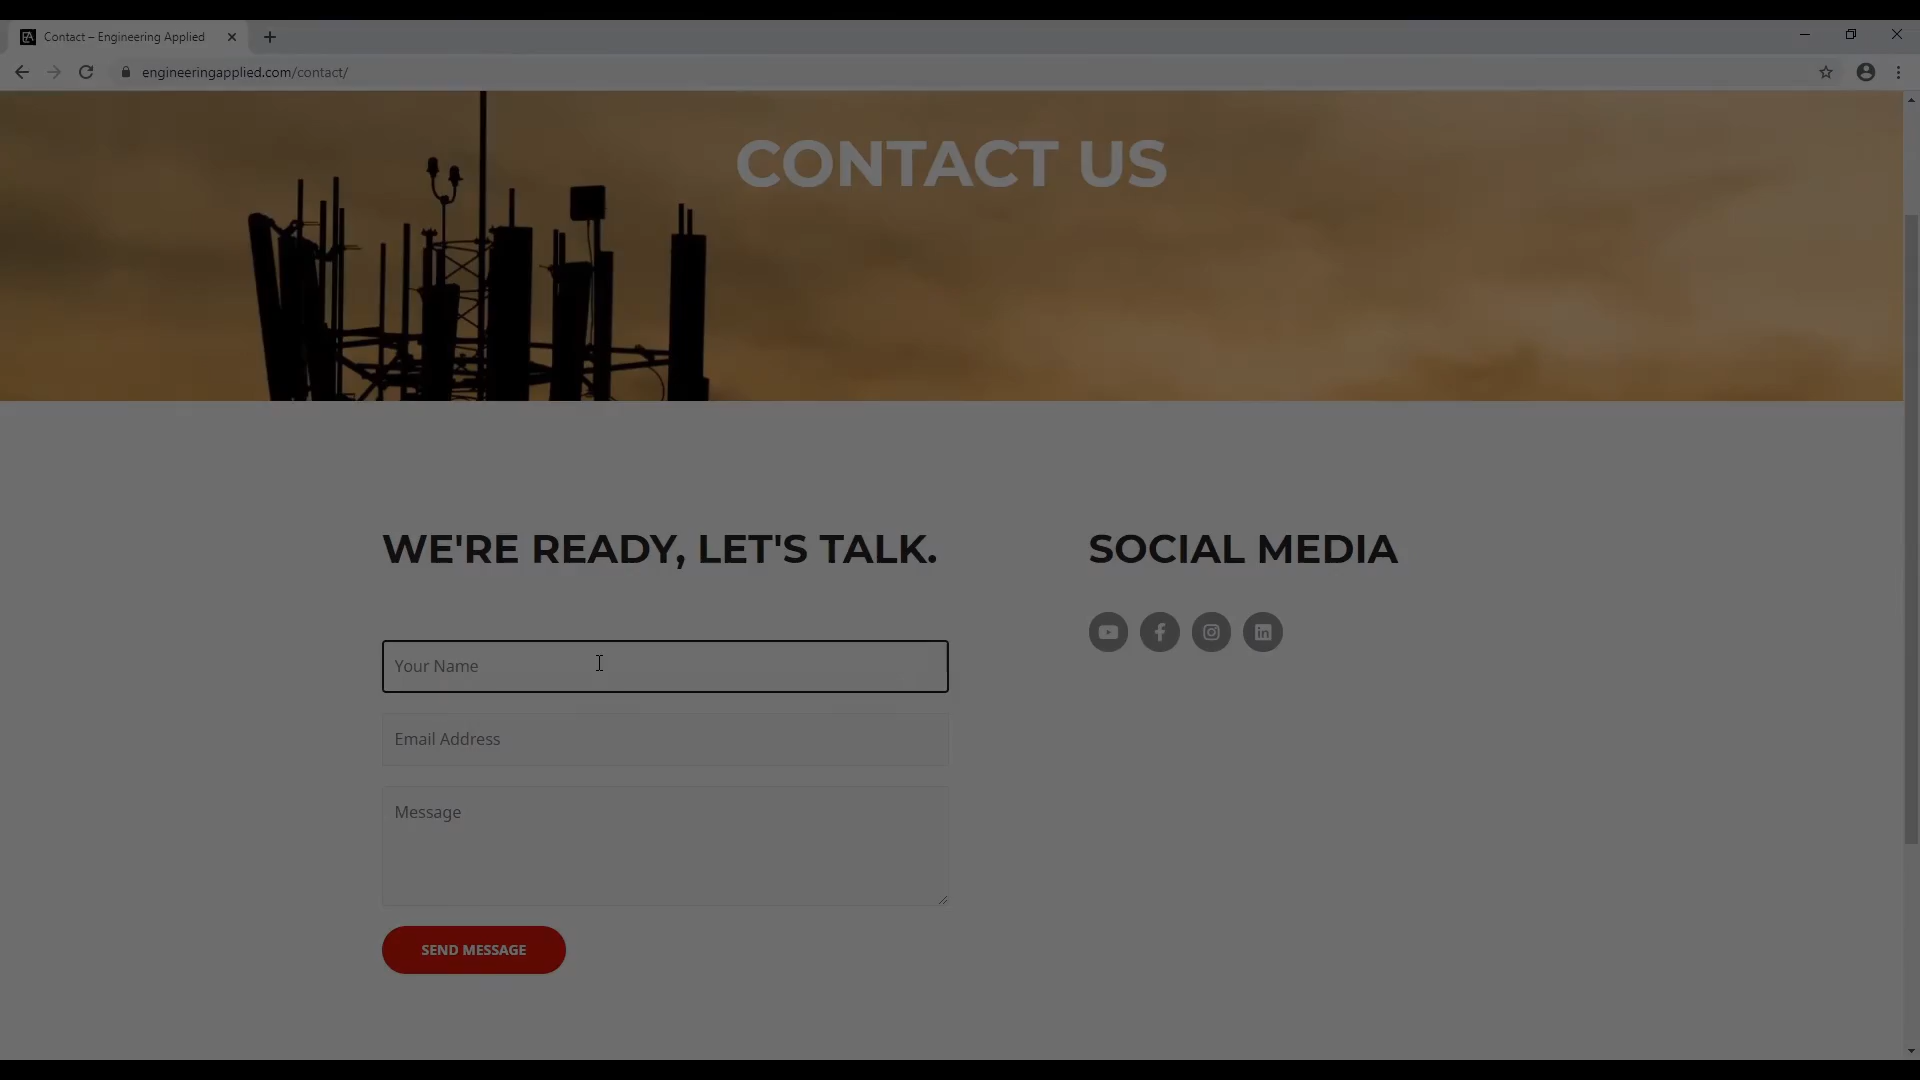 Contact – Engineering Applied
engineeringapplied.com/contact/
CONTACT US
WE'RE READY, LET'S TALK.
SOCIAL MEDIA
Your Name
Email Address
Message
SEND MESSAGE